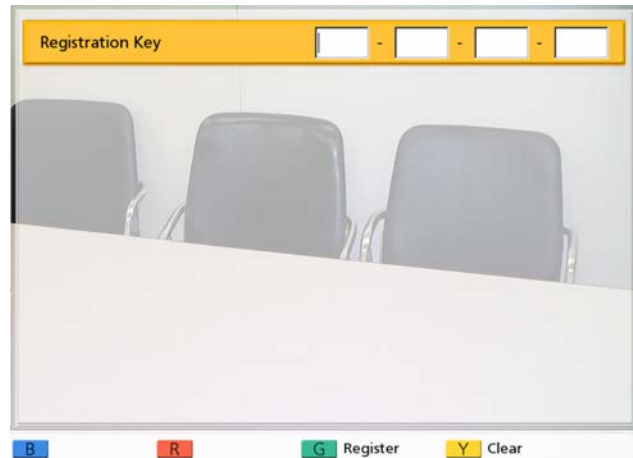 Registration Key - - -
B R G Register Y Clear